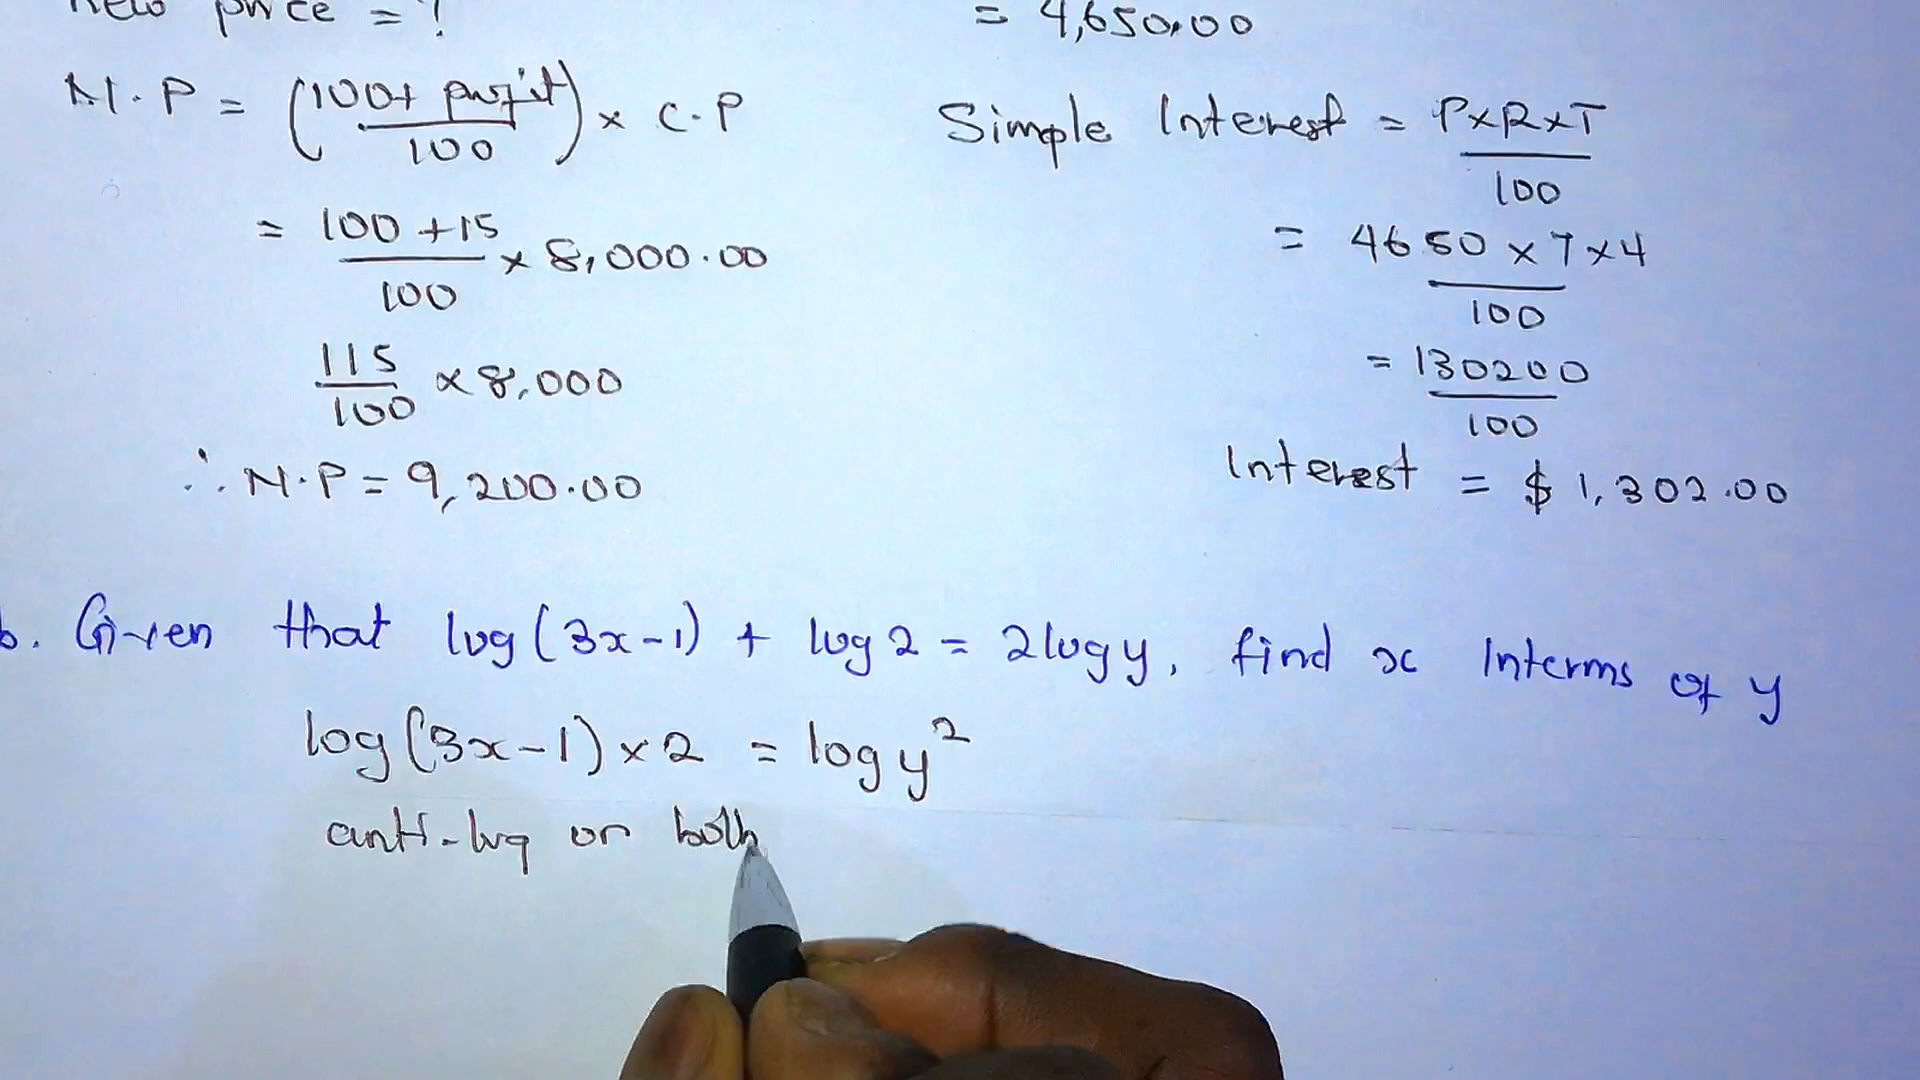 New price = ?
N.P = (100+ profit / 100) × C.P
= 100 + 15 / 100 × 8,000.00
115 / 100 × 8,000
∴ N.P = 9,200.00
= 4,650.00
Simple Interest = P×R×T / 100
= 4650 × 7 × 4 / 100
= 130200 / 100
Interest = $ 1,302.00
b. Given that log(3x-1) + log 2 = 2logy, find x Interms of y
log(3x-1) × 2 = log y²
anti-log on both